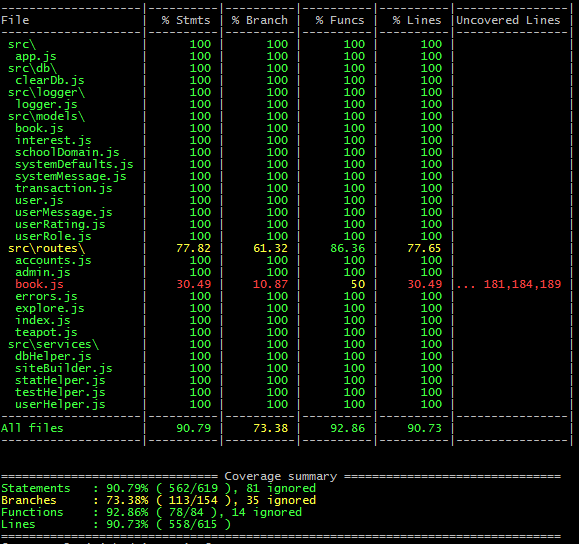 --------------------|----------|----------|----------|----------|---------------|
File                |  % Stmts | % Branch |  % Funcs |  % Lines |Uncovered Lines|
--------------------|----------|----------|----------|----------|---------------|
src\ | 100 | 100 | 100 | 100 | |
app.js | 100 | 100 | 100 | 100 | |
src\db\ | 100 | 100 | 100 | 100 | |
clearDb.js | 100 | 100 | 100 | 100 | |
src\logger\ | 100 | 100 | 100 | 100 | |
logger.js | 100 | 100 | 100 | 100 | |
src\models\ | 100 | 100 | 100 | 100 | |
book.js | 100 | 100 | 100 | 100 | |
interest.js | 100 | 100 | 100 | 100 | |
schoolDomain.js | 100 | 100 | 100 | 100 | |
systemDefaults.js | 100 | 100 | 100 | 100 | |
systemMessage.js | 100 | 100 | 100 | 100 | |
transaction.js | 100 | 100 | 100 | 100 | |
user.js | 100 | 100 | 100 | 100 | |
userMessage.js | 100 | 100 | 100 | 100 | |
userRating.js | 100 | 100 | 100 | 100 | |
userRole.js | 100 | 100 | 100 | 100 | |
src\routes\ | 77.82 | 61.32 | 86.36 | 77.65 | |
accounts.js | 100 | 100 | 100 | 100 | |
admin.js | 100 | 100 | 100 | 100 | |
book.js | 30.49 | 10.87 | 50 | 30.49 |... 181,184,189 |
errors.js | 100 | 100 | 100 | 100 | |
explore.js | 100 | 100 | 100 | 100 | |
index.js | 100 | 100 | 100 | 100 | |
teapot.js | 100 | 100 | 100 | 100 | |
src\services\ | 100 | 100 | 100 | 100 | |
dbHelper.js | 100 | 100 | 100 | 100 | |
siteBuilder.js | 100 | 100 | 100 | 100 | |
statHelper.js | 100 | 100 | 100 | 100 | |
testHelper.js | 100 | 100 | 100 | 100 | |
userHelper.js | 100 | 100 | 100 | 100 | |
--------------------|----------|----------|----------|----------|---------------|
All files | 90.79 | 73.38 | 92.86 | 90.73 | |
--------------------|----------|----------|----------|----------|---------------|
=============================== Coverage summary ===============================
Statements   : 90.79% ( 562/619 ), 81 ignored
Branches     : 73.38% ( 113/154 ), 35 ignored
Functions    : 92.86% ( 78/84 ), 14 ignored
Lines        : 90.73% ( 558/615 )
================================================================================